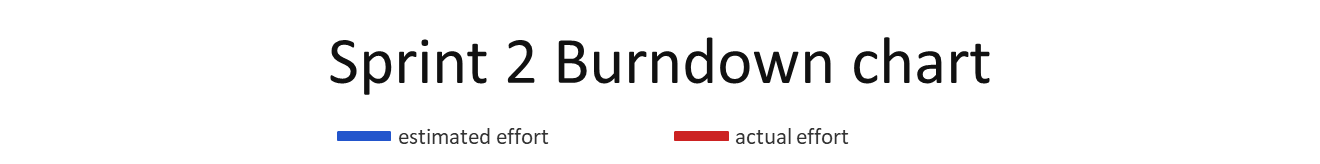 Sprint 2 Burndown chart
estimated effort actual effort